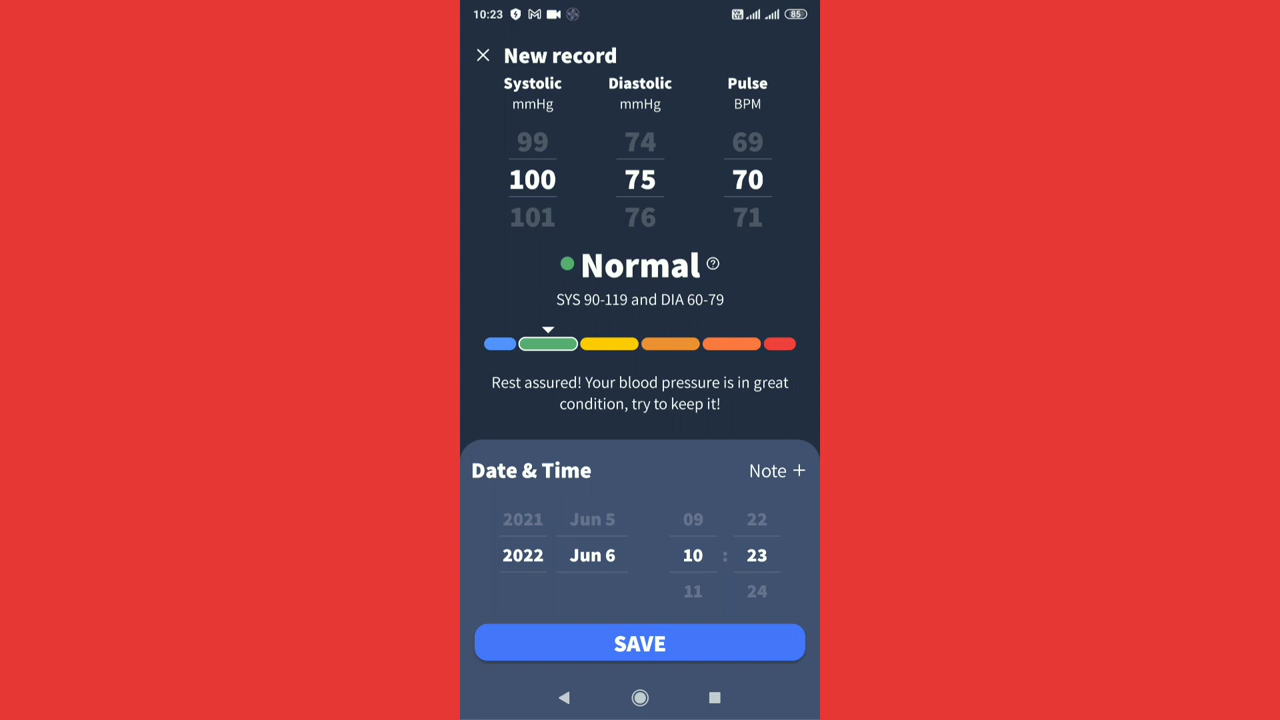 10:23 85
New record
Systolic Diastolic Pulse
mmHg mmHg BPM
99 74 69
100 75 70
101 76 71
Normal ?
SYS 90-119 and DIA 60-79
Rest assured! Your blood pressure is in great
condition, try to keep it!
Date & Time Note +
2021 Jun 5 09 22
2022 Jun 6 10 : 23
11 24
SAVE